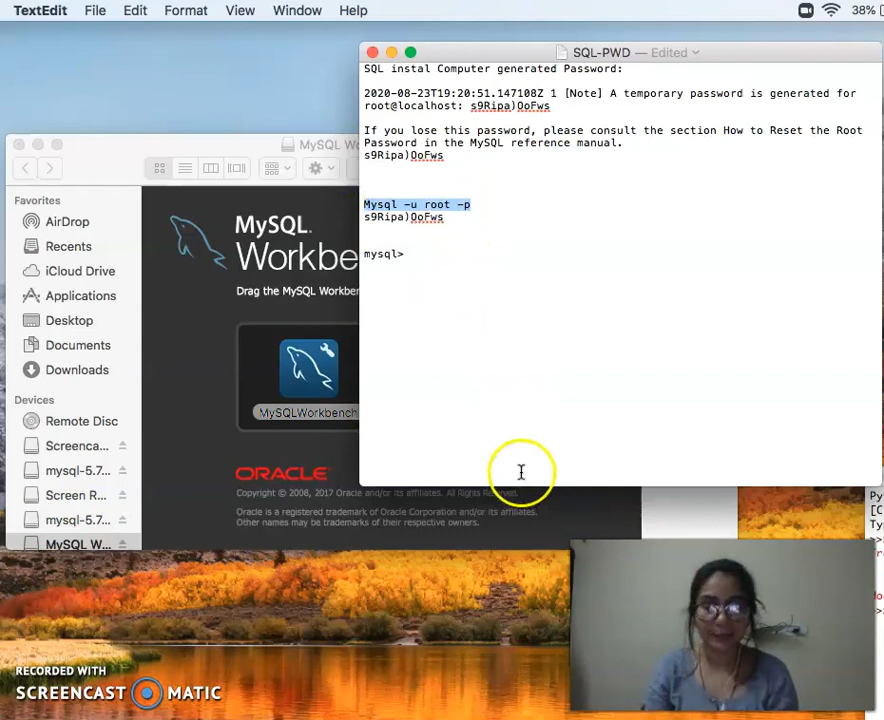 TextEdit File Edit Format View Window Help 38%
SQL-PWD — Edited
SQL instal Computer generated Password:
2020-08-23T19:20:51.147108Z 1 [Note] A temporary password is generated for
root@localhost: s9Ripa)OoFws
If you lose this password, please consult the section How to Reset the Root
Password in the MySQL reference manual.
s9Ripa)OoFws
Mysql -u root -p
s9Ripa)OoFws
mysql>
MySQL Wo
Favorites
AirDrop
Recents
iCloud Drive
Applications
Desktop
Documents
Downloads
Devices
Remote Disc
Screenca...
mysql-5.7...
Screen R...
mysql-5.7...
MySQL W...
MySQL
Workbe
Drag the MySQL Workben
MySQLWorkbench
ORACLE
Copyright © 2008, 2017 Oracle and/or its affiliates. All Rights Reserved.
Oracle is a registered trademark of Oracle Corporation and/or its affiliates.
Other names may be trademarks of their respective owners.
Py
[C
Ty
>>
>>
RECORDED WITH
SCREENCAST MATIC